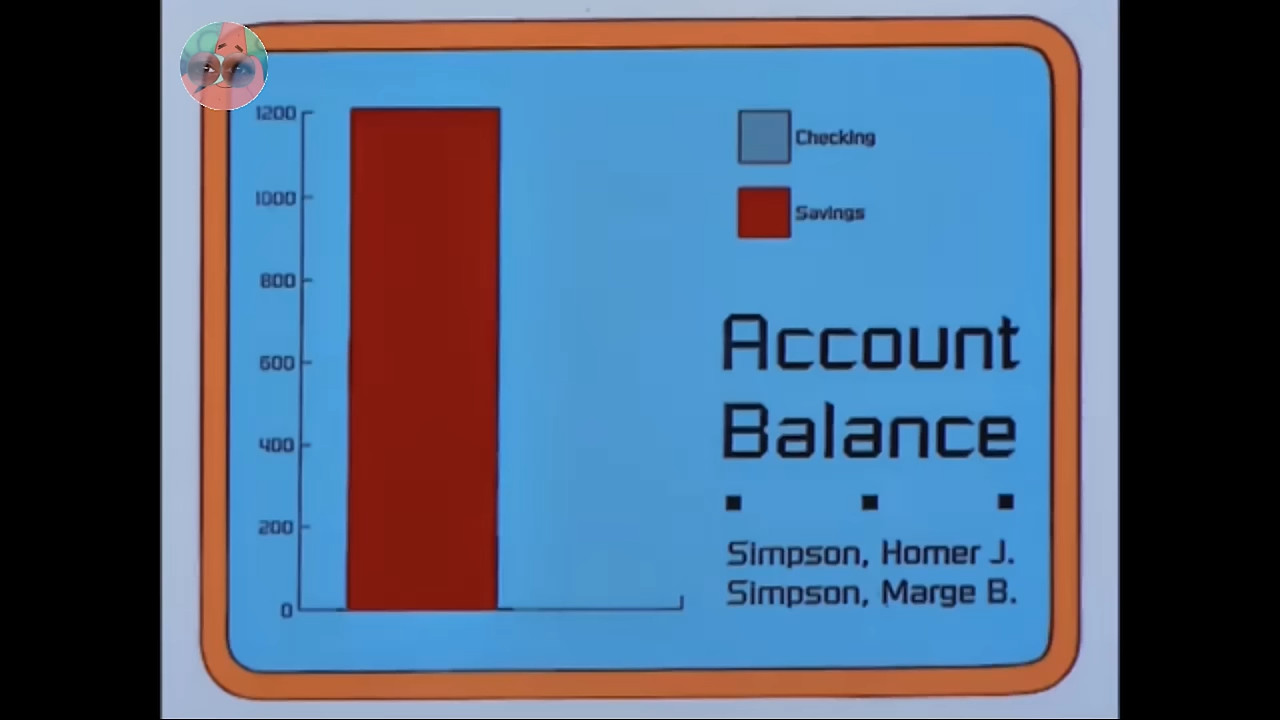 1200
1000
800
600
400
200
0
Checking
Savings
Account
Balance
Simpson, Homer J.
Simpson, Marge B.